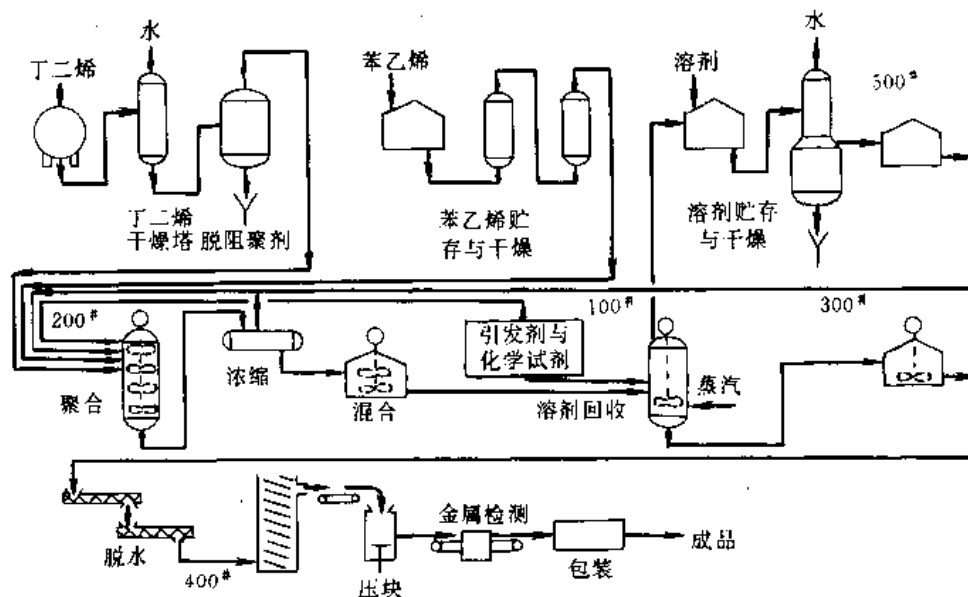 水
丁二烯
丁二烯
干燥塔
脱阻聚剂
苯乙烯
苯乙烯贮
存与干燥
溶剂
水
500#
溶剂贮存
与干燥
200#
聚合
浓缩
混合
100#
引发剂与
化学试剂
溶剂回收
蒸汽
300#
脱水
400#
压块
金属检测
包装
成品